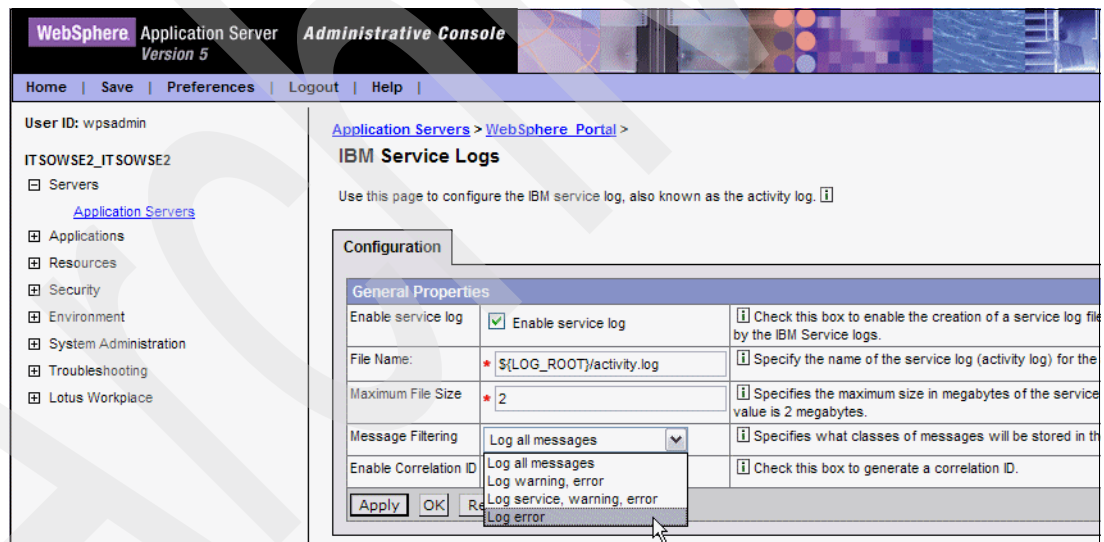 WebSphere. Application Server Administrative Console
Version 5
Home | Save | Preferences | Logout | Help |
User ID: wpsadmin
ITSOWSE2_ITSOWSE2
Servers
Application Servers
Applications
Resources
Security
Environment
System Administration
Troubleshooting
Lotus Workplace
Application Servers > WebSphere_Portal >
IBM Service Logs
Use this page to configure the IBM service log, also known as the activity log. i
Configuration
General Properties
Enable service log Enable service log i Check this box to enable the creation of a service log file
by the IBM Service logs.
File Name: * ${LOG_ROOT}/activity.log i Specify the name of the service log (activity log) for the
Maximum File Size * 2 i Specifies the maximum size in megabytes of the service
value is 2 megabytes.
Message Filtering Log all messages i Specifies what classes of messages will be stored in th
Enable Correlation ID i Check this box to generate a correlation ID.
Log all messages
Log warning, error
Log service, warning, error
Log error
Apply OK Re